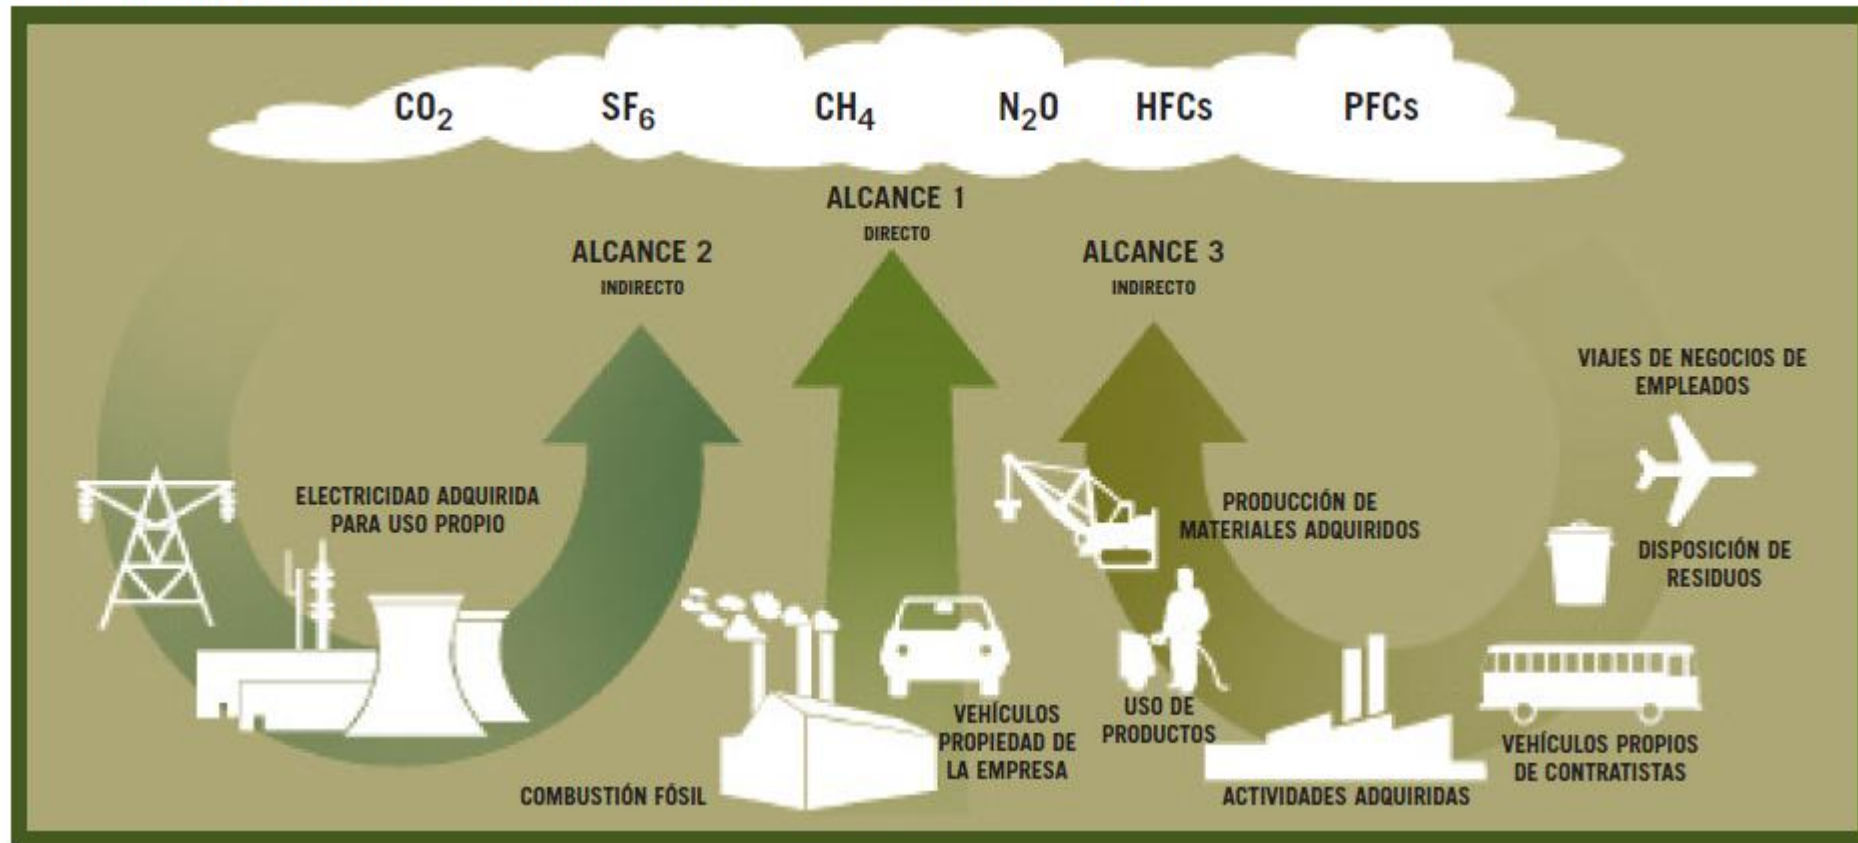 CO₂ SF₆ CH₄ N₂O HFCs PFCs
ALCANCE 1
DIRECTO
ALCANCE 2
INDIRECTO
ALCANCE 3
INDIRECTO
VIAJES DE NEGOCIOS DE
EMPLEADOS
ELECTRICIDAD ADQUIRIDA
PARA USO PROPIO
PRODUCCIÓN DE
MATERIALES ADQUIRIDOS
DISPOSICIÓN DE
RESIDUOS
COMBUSTIÓN FÓSIL
VEHÍCULOS
PROPIEDAD DE
LA EMPRESA
USO DE
PRODUCTOS
ACTIVIDADES ADQUIRIDAS
VEHÍCULOS PROPIOS
DE CONTRATISTAS